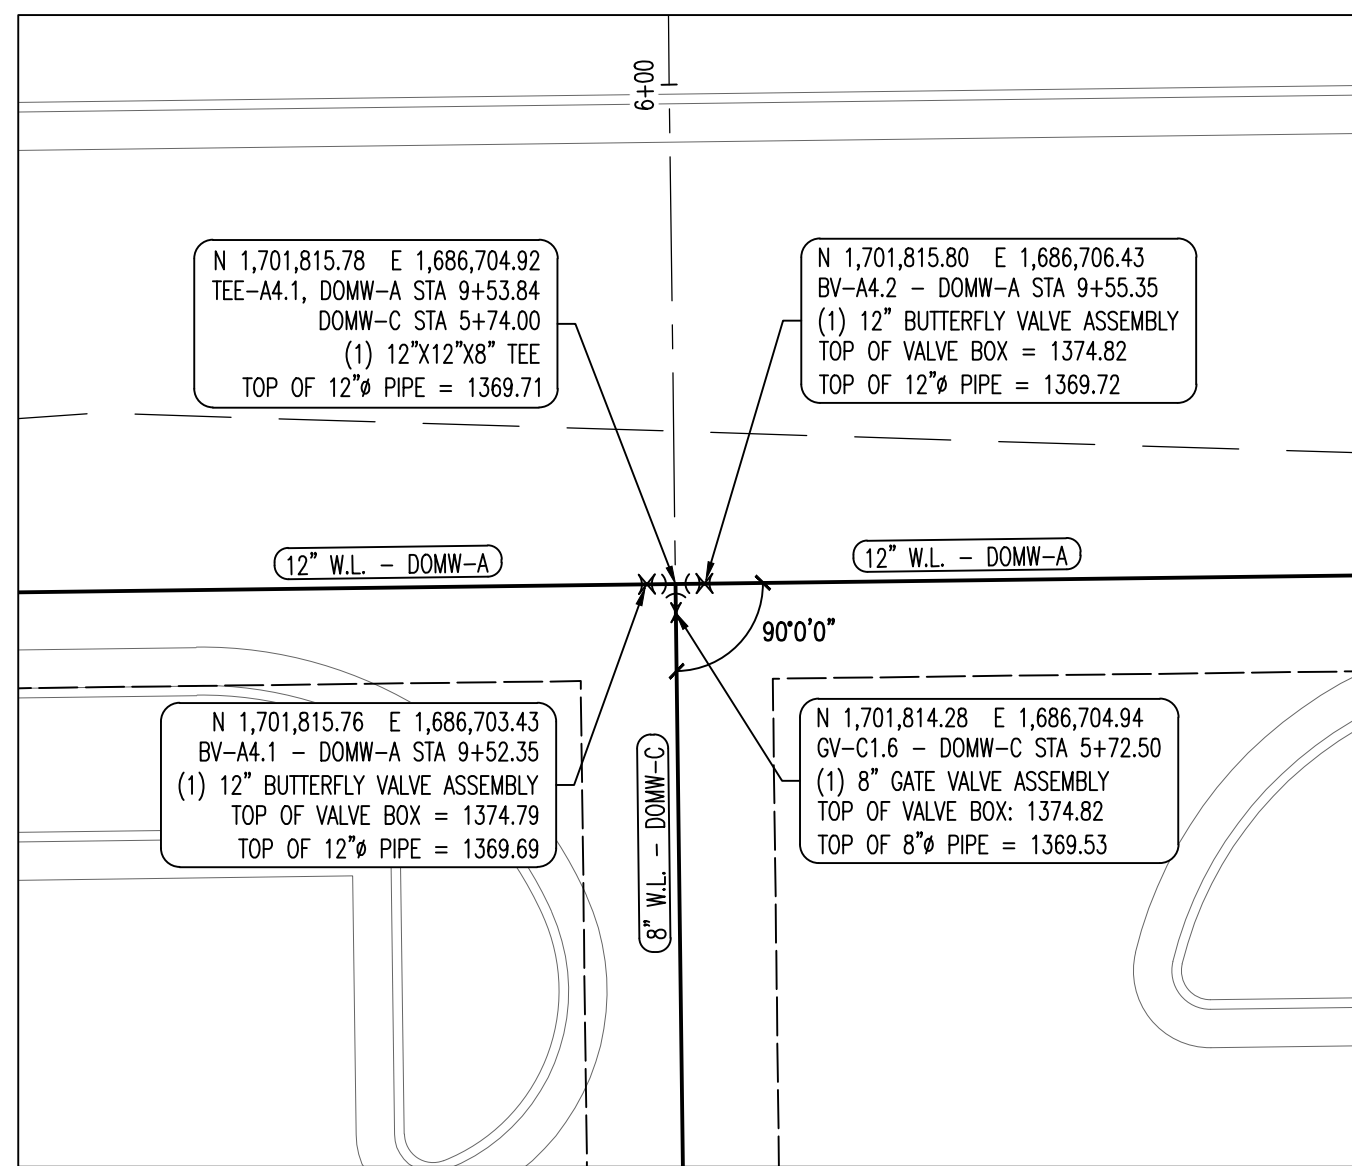 6+00
N 1,701,815.78 E 1,686,704.92
TEE-A4.1, DOMW-A STA 9+53.84
DOMW-C STA 5+74.00
(1) 12"X12"X8" TEE
TOP OF 12"ø PIPE = 1369.71
N 1,701,815.80 E 1,686,706.43
BV-A4.2 - DOMW-A STA 9+55.35
(1) 12" BUTTERFLY VALVE ASSEMBLY
TOP OF VALVE BOX = 1374.82
TOP OF 12"ø PIPE = 1369.72
12" W.L. - DOMW-A
12" W.L. - DOMW-A
90°0'0"
N 1,701,815.76 E 1,686,703.43
BV-A4.1 - DOMW-A STA 9+52.35
(1) 12" BUTTERFLY VALVE ASSEMBLY
TOP OF VALVE BOX = 1374.79
TOP OF 12"ø PIPE = 1369.69
8" W.L. - DOMW-C
N 1,701,814.28 E 1,686,704.94
GV-C1.6 - DOMW-C STA 5+72.50
(1) 8" GATE VALVE ASSEMBLY
TOP OF VALVE BOX: 1374.82
TOP OF 8"ø PIPE = 1369.53